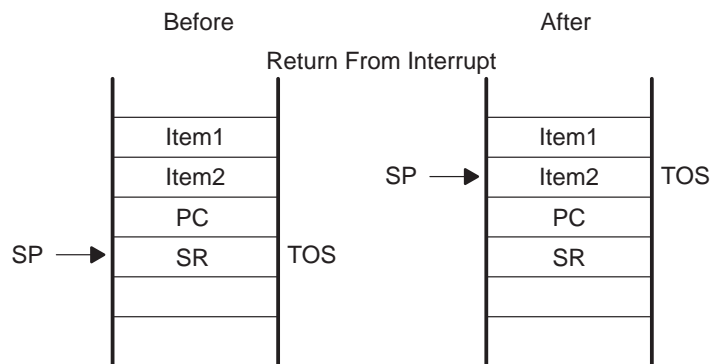 Before After
Return From Interrupt
Item1 Item1
Item2 SP Item2 TOS
PC PC
SP SR TOS SR